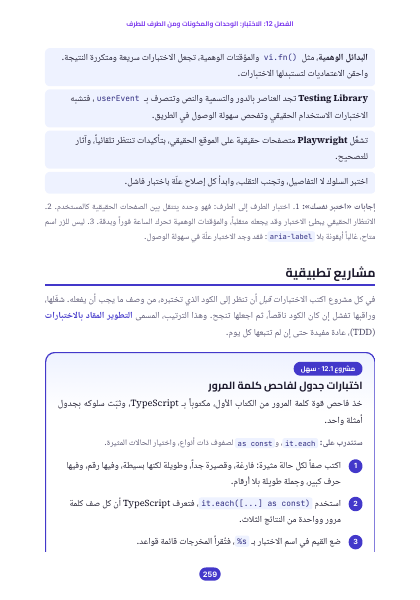 الفصل 12: الاختبار: الوحدات والمكونات ومن الطرف للطرف
البدائل الوهمية، مثل vi.fn() والمؤقتات الوهمية، تجعل الاختبارات سريعة ومتكررة النتيجة.
واحقن الاعتماديات لتستبدلها الاختبارات.
Testing Library تجد العناصر بالدور والتسمية والنص وتتصرف بـ userEvent، فتشبه
الاختبارات الاستخدام الحقيقي وتفحص سهولة الوصول في الطريق.
تشغّل Playwright متصفحات حقيقية على الموقع الحقيقي، بتأكيدات تنتظر تلقائياً، وآثار
للتصحيح.
اختبر السلوك لا التفاصيل، وتجنب التقلب، وابدأ كل إصلاح علّة باختبار فاشل.
إجابات «اختبر نفسك»: 1. اختبار الطرف إلى الطرف: فهو وحده يتنقل بين الصفحات الحقيقية كالمستخدم. 2.
الانتظار الحقيقي يبطئ الاختبار وقد يجعله متقلباً، والمؤقتات الوهمية تحرك الساعة فوراً وبدقة. 3. ليس للزر اسم
متاح، غالباً أيقونة بلا aria-label: فقد وجد الاختبار علّة في سهولة الوصول.
مشاريع تطبيقية
في كل مشروع اكتب الاختبارات قبل أن تنظر إلى الكود الذي تختبره، من وصف ما يجب أن يفعله. شغّلها،
وراقبها تفشل إن كان الكود ناقصاً، ثم اجعلها تنجح. وهذا الترتيب، المسمى التطوير المقاد بالاختبارات
(TDD)، عادة مفيدة حتى إن لم تتبعها كل يوم.
مشروع 12.1 · سهل
اختبارات جدول لفاحص كلمة المرور
خذ فاحص قوة كلمة المرور من الكتاب الأول، مكتوباً بـ TypeScript، وثبّت سلوكه بجدول
أمثلة واحد.
ستتدرب على: it.each، و as const لصفوف ذات أنواع، واختيار الحالات المثيرة.
1 اكتب صفاً لكل حالة مثيرة: فارغة، وقصيرة جداً، وطويلة لكنها بسيطة، وفيها رقم، وفيها
حرف كبير، وجملة طويلة بلا أرقام.
2 استخدم it.each([...] as const)، فتعرف TypeScript أن كل صف كلمة
مرور وواحدة من النتائج الثلاث.
3 ضع القيم في اسم الاختبار بـ %s، فتُقرأ المخرجات قائمة قواعد.
259